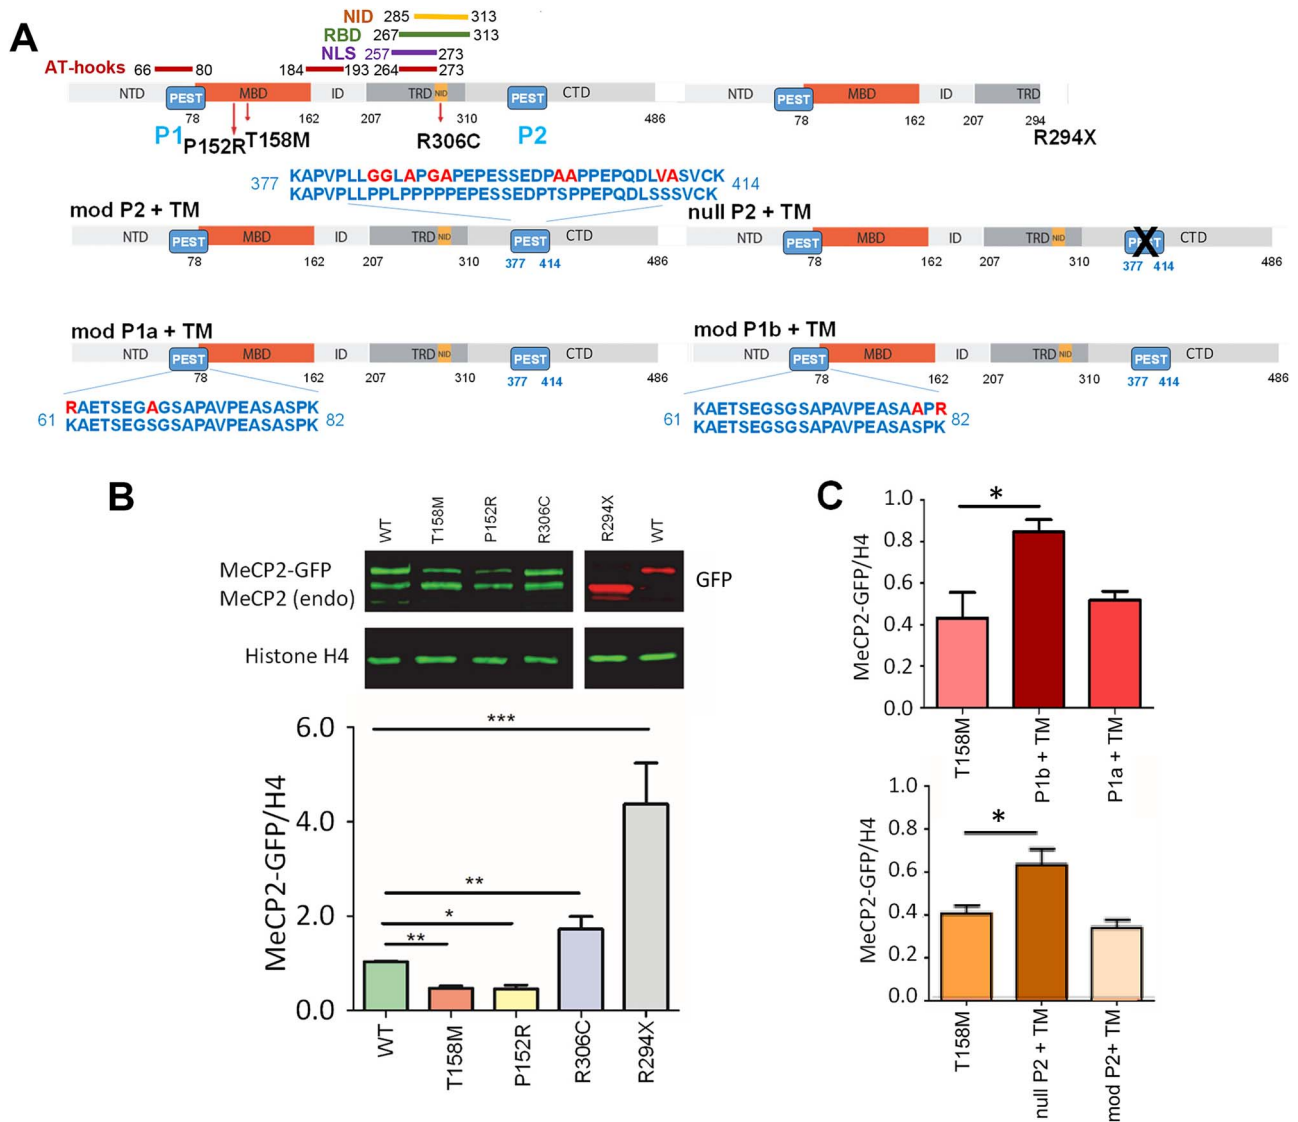 A
NID 285 313
RBD 267 313
NLS 257 273
AT-hooks 66 80 184 193 264 273
NTD PEST MBD ID TRD NID CTD
78 162 207 310 486
P1 P152R T158M R306C P2
NTD PEST MBD ID TRD
78 162 207 294
R294X
377 KAPVPLLGGLAPGAPEPESSEDPAAPPEPQDLVASVCK 414
KAPVPLLPPLPPPPPEPESSEDPTSPPEPQDLSSSVCK
mod P2 + TM
NTD PEST MBD ID TRD NID PEST CTD
78 162 207 310 377 414 486
null P2 + TM
NTD PEST MBD ID TRD NID PEST X CTD
78 162 207 310 377 414 486
mod P1a + TM
NTD PEST MBD ID TRD NID PEST CTD
78 162 207 310 377 414 486
61 RAETSEGAGSAPAVPEASASPK 82
KAETSEGSGSAPAVPEASASPK
mod P1b + TM
NTD PEST MBD ID TRD NID PEST CTD
78 162 207 310 377 414 486
61 KAETSEGSGSAPAVPEASAAPR 82
KAETSEGSGSAPAVPEASASPK
B
WT T158M P152R R306C R294X WT
MeCP2-GFP
MeCP2 (endo)
GFP
Histone H4
MeCP2-GFP/H4
6.0
4.0
2.0
0.0
***
**
*
**
WT T158M P152R R306C R294X
C
MeCP2-GFP/H4
1.0
0.8
0.6
0.4
0.2
0.0
*
T158M P1b + TM P1a + TM
MeCP2-GFP/H4
1.0
0.8
0.6
0.4
0.2
0.0
*
T158M null P2 + TM mod P2+ TM